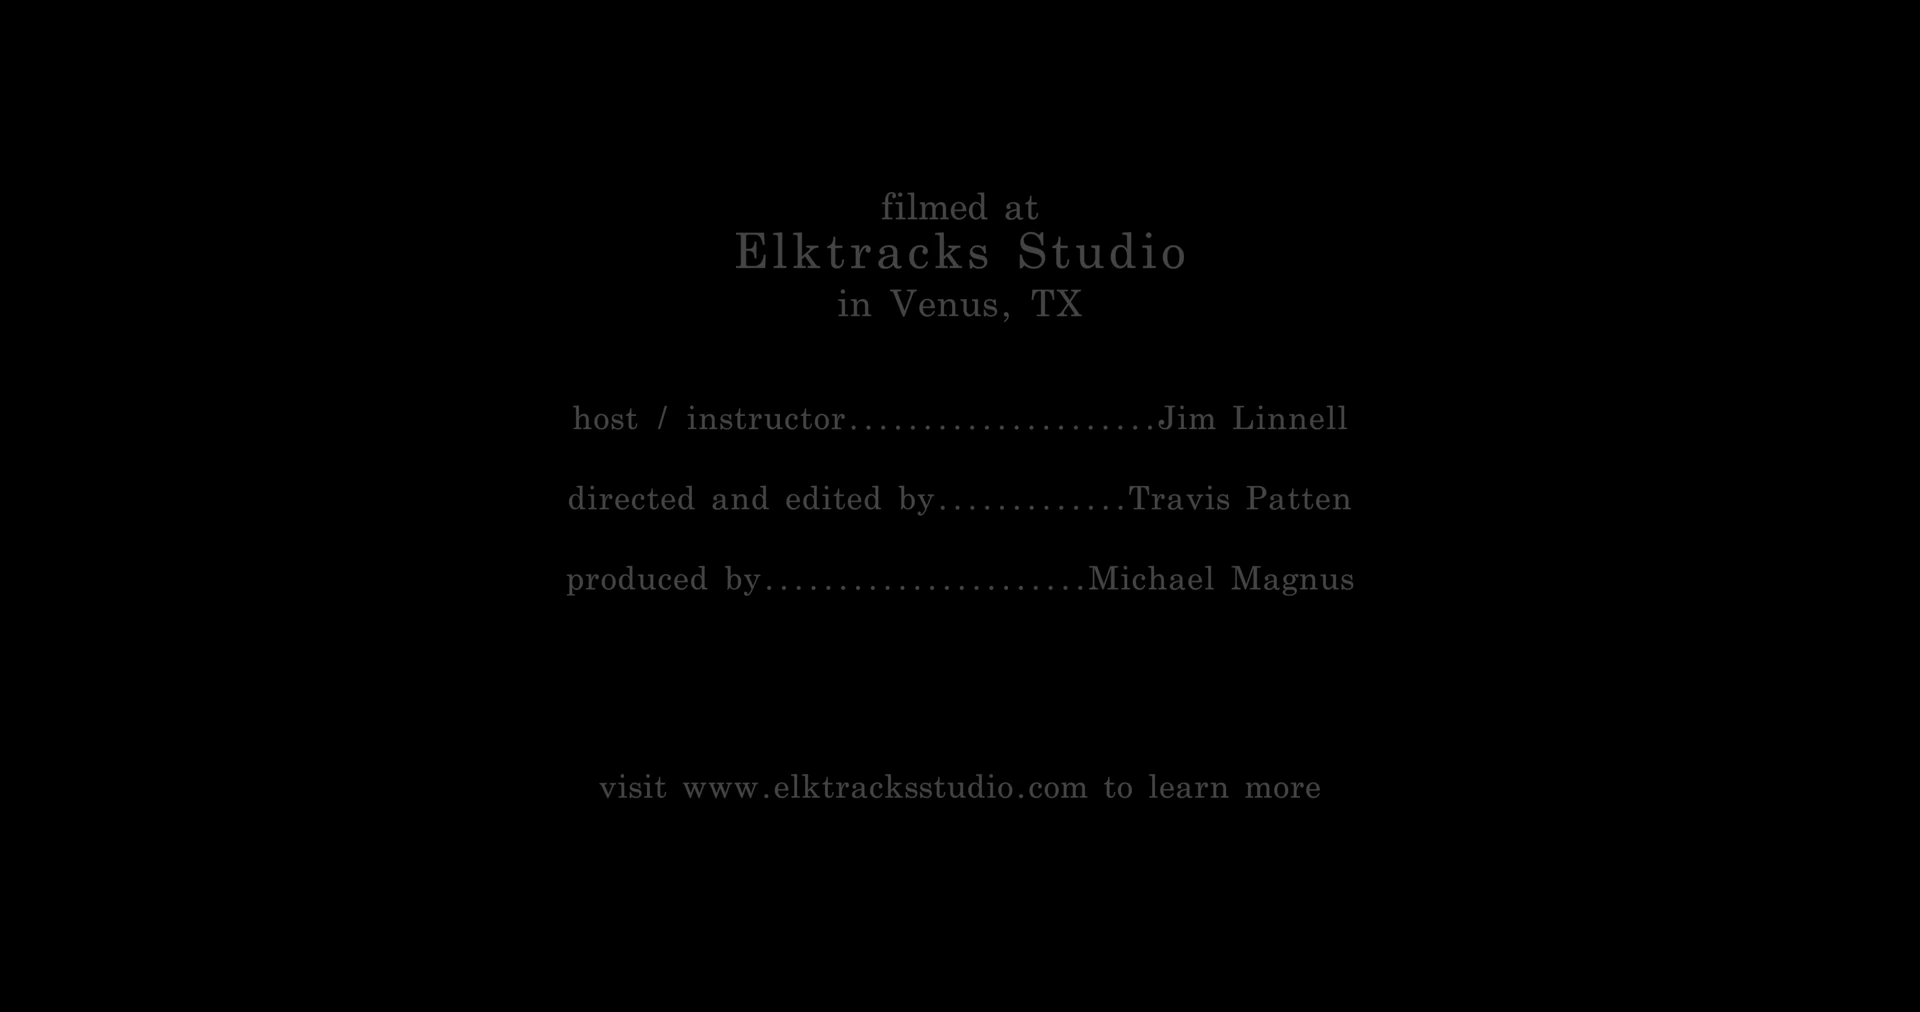 filmed at
Elktracks Studio
in Venus, TX
host / instructor.....................Jim Linnell
directed and edited by.............Travis Patten
produced by......................Michael Magnus
visit www.elktracksstudio.com to learn more